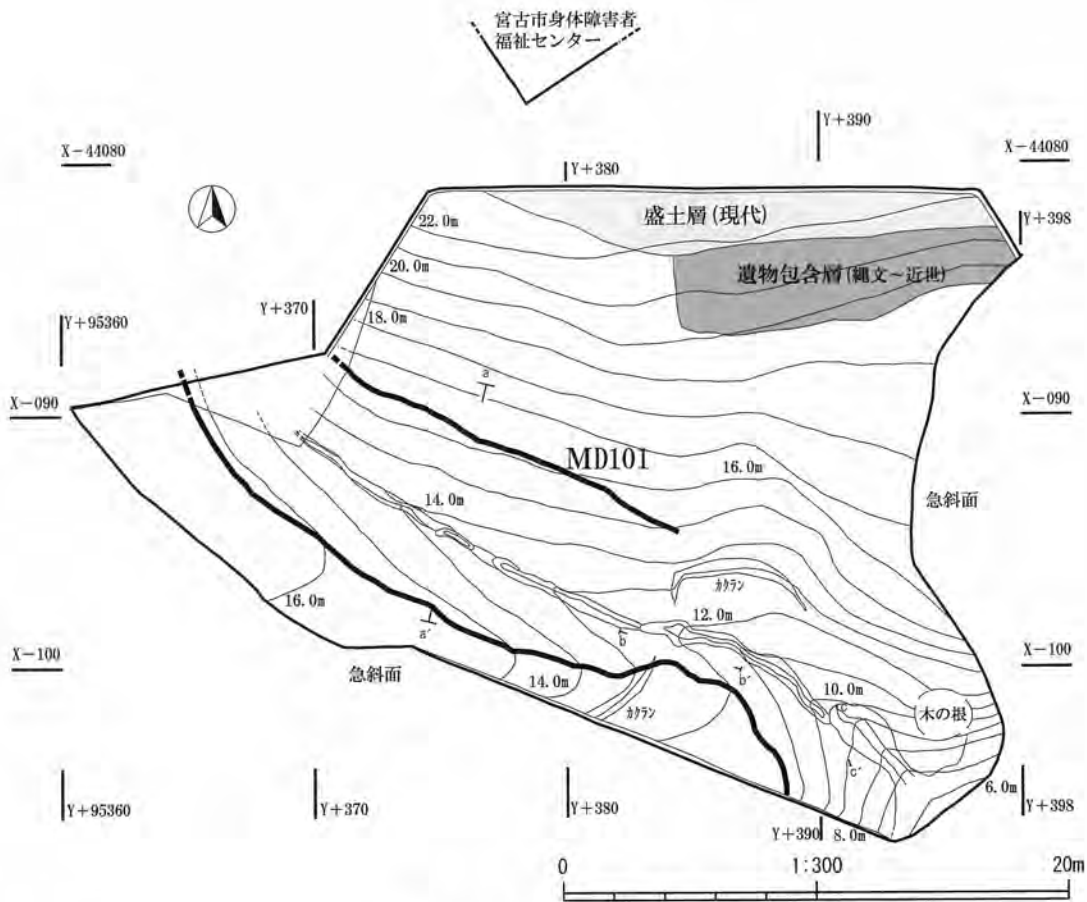 宮古市身体障害者
福祉センター
Y+390
X-44080
X-44080
Y+380
盛土層(現代)
Y+398
22.0m
遺物包含層(縄文～近世)
20.0m
Y+95360
Y+370
18.0m
a
X-090
X-090
MD101
16.0m
14.0m
急斜面
カクラン
16.0m
12.0m
a´
b
X-100
X-100
急斜面
b´
14.0m
10.0m
カクラン
木の根
c´
6.0m
Y+95360
Y+370
Y+380
Y+398
Y+390
8.0m
0
1:300
20m